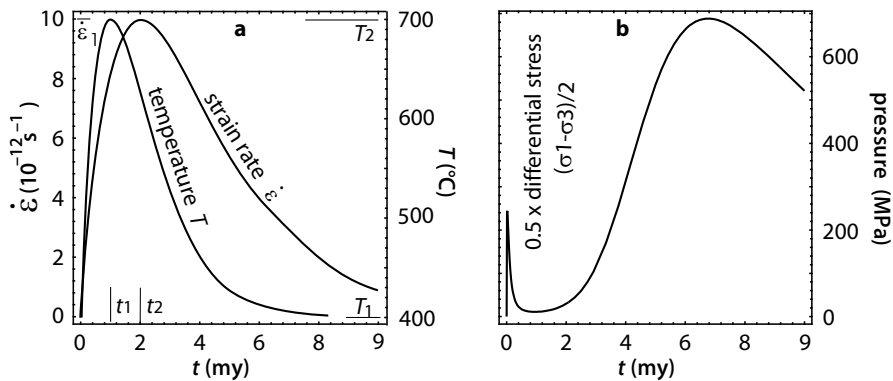 10
8
6
4
2
0
ε̇ (10⁻¹² s⁻¹)
ε̇1
a
T2
temperature T
strain rate ε̇
t1
t2
T1
700
600
500
400
T (°C)
0
2
4
6
8
9
t (my)
b
0.5 x differential stress
(σ1-σ3)/2
600
400
200
0
pressure (MPa)
0
2
4
6
8
9
t (my)